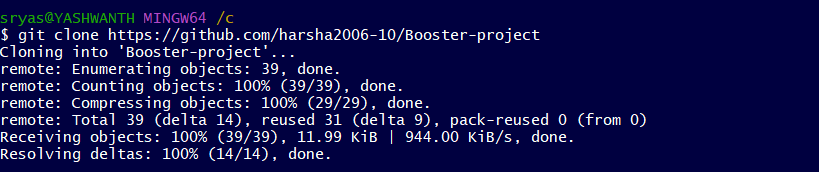 sryas@YASHWANTH MINGW64 /c
$ git clone https://github.com/harsha2006-10/Booster-project
Cloning into 'Booster-project'...
remote: Enumerating objects: 39, done.
remote: Counting objects: 100% (39/39), done.
remote: Compressing objects: 100% (29/29), done.
remote: Total 39 (delta 14), reused 31 (delta 9), pack-reused 0 (from 0)
Receiving objects: 100% (39/39), 11.99 KiB | 944.00 KiB/s, done.
Resolving deltas: 100% (14/14), done.